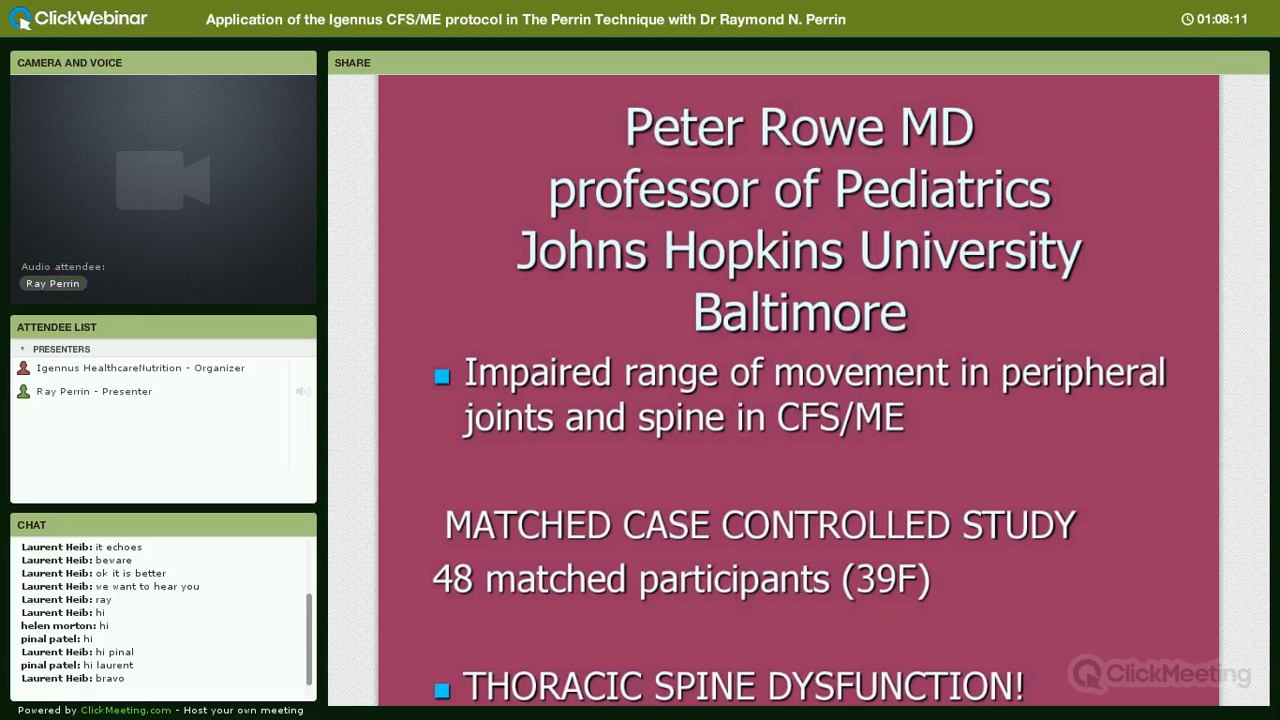 ClickWebinar
Application of the Igennus CFS/ME protocol in The Perrin Technique with Dr Raymond N. Perrin
01:08:11
CAMERA AND VOICE
Audio attendee:
Ray Perrin
ATTENDEE LIST
PRESENTERS
Igennus HealthcareNutrition - Organizer
Ray Perrin - Presenter
CHAT
Laurent Heib: it echoes
Laurent Heib: beware
Laurent Heib: ok it is better
Laurent Heib: we want to hear you
Laurent Heib: ray
Laurent Heib: hi
helen morton: hi
pinal patel: hi
Laurent Heib: hi pinal
pinal patel: hi laurent
Laurent Heib: bravo
Powered by ClickMeeting.com - Host your own meeting
SHARE
Peter Rowe MD
professor of Pediatrics
Johns Hopkins University
Baltimore
Impaired range of movement in peripheral
joints and spine in CFS/ME
MATCHED CASE CONTROLLED STUDY
48 matched participants (39F)
THORACIC SPINE DYSFUNCTION!
ClickMeeting